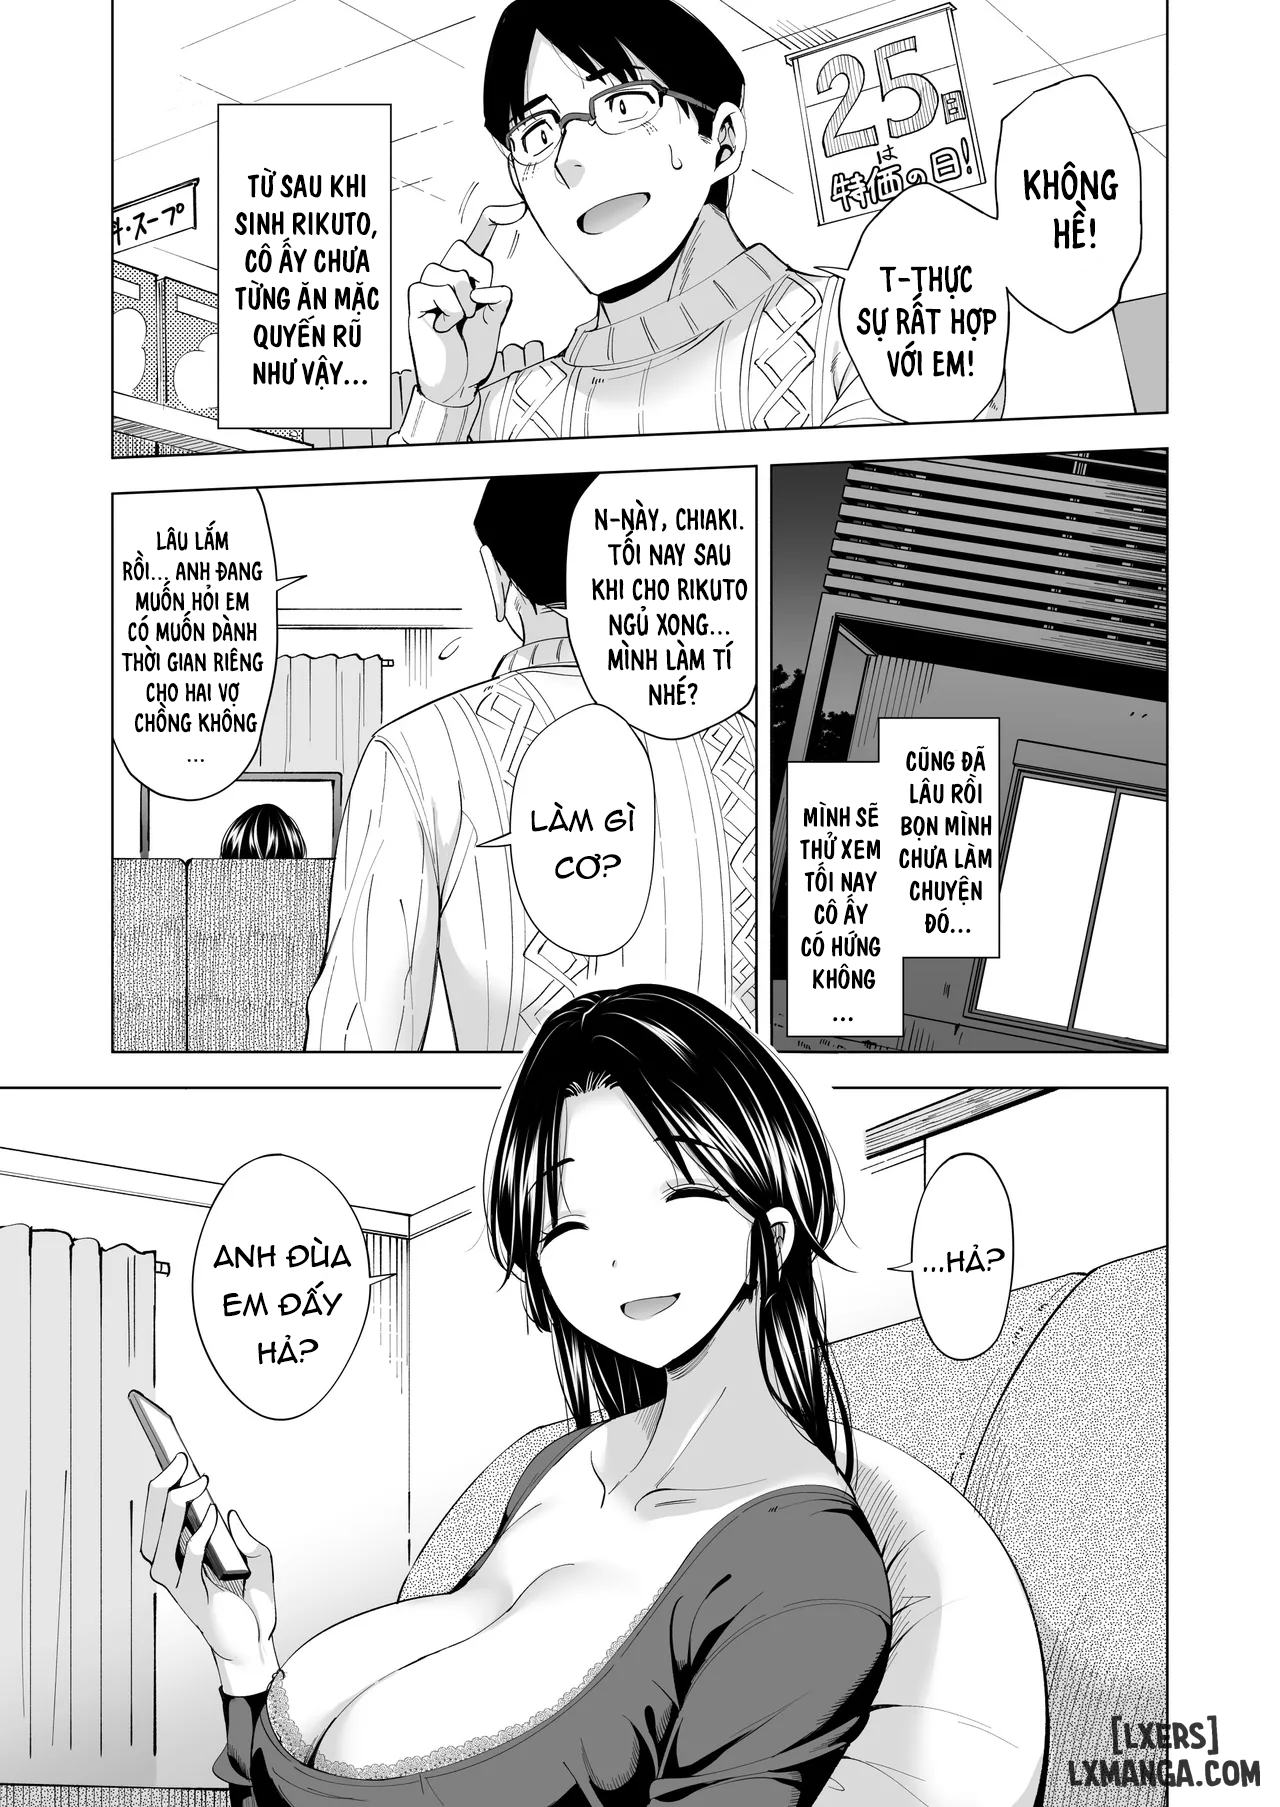 KHÔNG
HỀ!
T-THỰC
SỰ RẤT HỢP
VỚI EM!
25日
は
特価の日!
・スープ
TỪ SAU KHI
SINH RIKUTO,
CÔ ẤY CHƯA
TỪNG ĂN MẶC
QUYẾN RŨ
NHƯ VẬY...
CŨNG ĐÃ
LÂU RỒI
BỌN MÌNH
CHƯA LÀM
CHUYỆN
ĐÓ...
MÌNH SẼ
THỬ XEM
TỐI NAY
CÔ ẤY
CÓ HỨNG
KHÔNG
...
N-NÀY, CHIAKI.
TỐI NAY SAU
KHI CHO RIKUTO
NGỦ XONG...
MÌNH LÀM TÍ
NHÉ?
LÀM GÌ
CƠ?
LÂU LẮM
RỒI... ANH ĐANG
MUỐN HỎI EM
CÓ MUỐN DÀNH
THỜI GIAN RIÊNG
CHO HAI VỢ
CHỒNG KHÔNG
...
...HẢ?
ANH ĐÙA
EM ĐẤY
HẢ?
[LXERS]
LXMANGA.COM